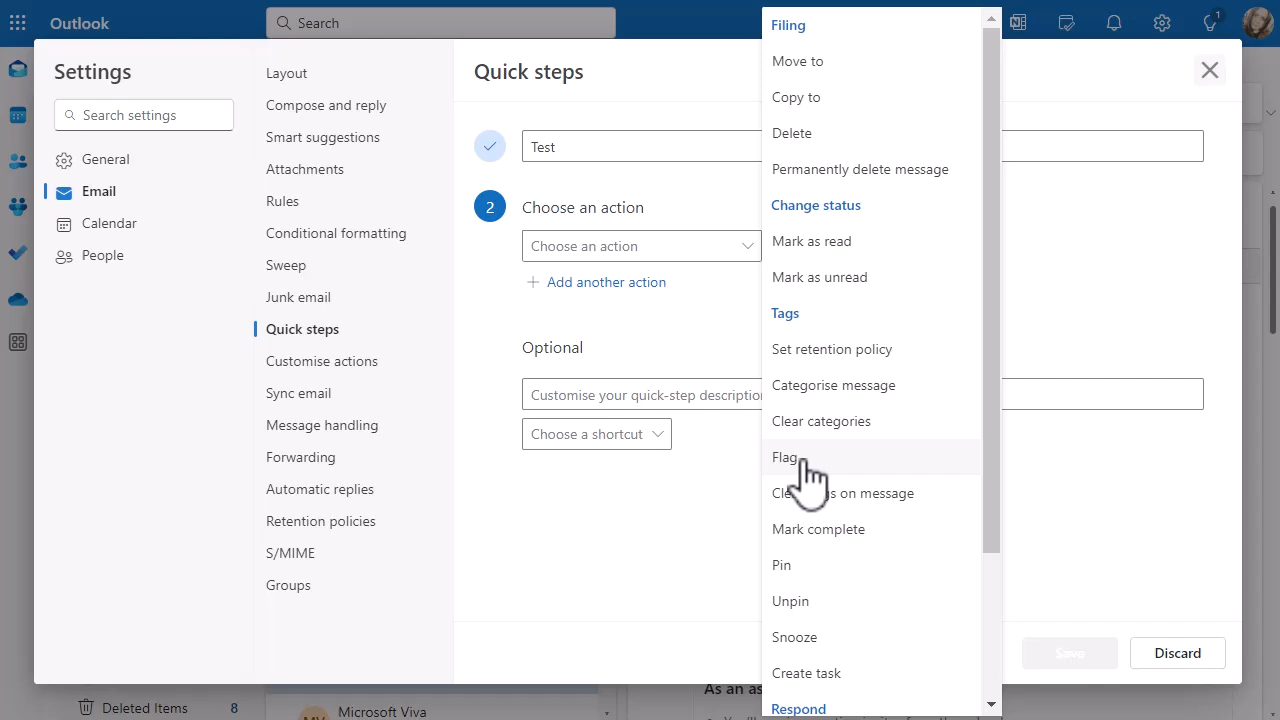 Outlook
Search
1
Settings
Search settings
General
Email
Calendar
People
Layout
Compose and reply
Smart suggestions
Attachments
Rules
Conditional formatting
Sweep
Junk email
Quick steps
Customise actions
Sync email
Message handling
Forwarding
Automatic replies
Retention policies
S/MIME
Groups
Quick steps
Test
2 Choose an action
Choose an action
Add another action
Optional
Customise your quick-step description
Choose a shortcut
Filing
Move to
Copy to
Delete
Permanently delete message
Change status
Mark as read
Mark as unread
Tags
Set retention policy
Categorise message
Clear categories
Flag
on message
Mark complete
Pin
Unpin
Snooze
Create task
Respond
Save
Discard
Deleted Items 8
Microsoft Viva
As an as